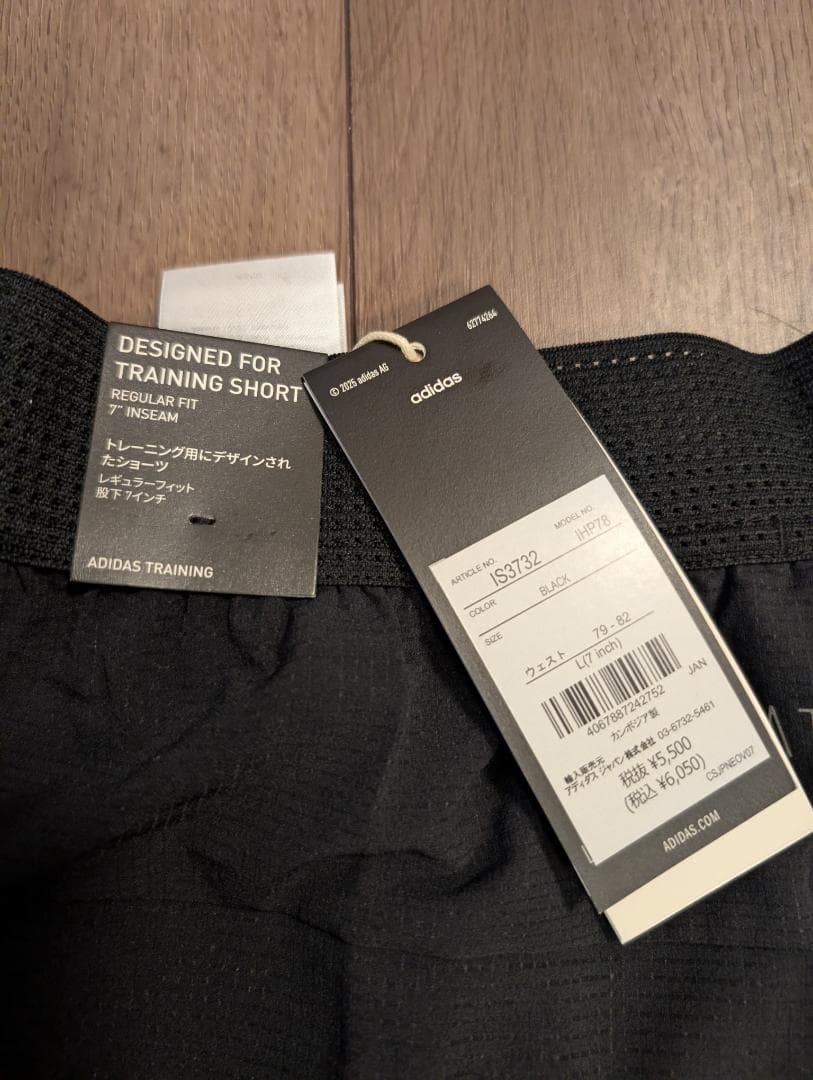 DESIGNED FOR
TRAINING SHORT
REGULAR FIT
7" INSEAM
トレーニング用にデザインされ
たショーツ
レギュラーフィット
股下 7インチ
ADIDAS TRAINING
62774264
© 2025 adidas AG
adidas
ARTICLE NO. MODEL NO.
IS3732 IHP78
COLOR BLACK
SIZE
ウェスト 79 - 82
L(7 inch)
JAN
4067887242752
カンボジア製
輸入販売元
アディダス ジャパン株式会社 03-6732-5461
税抜 ¥5,500
(税込 ¥6,050) CSJPNEOV07
ADIDAS.COM